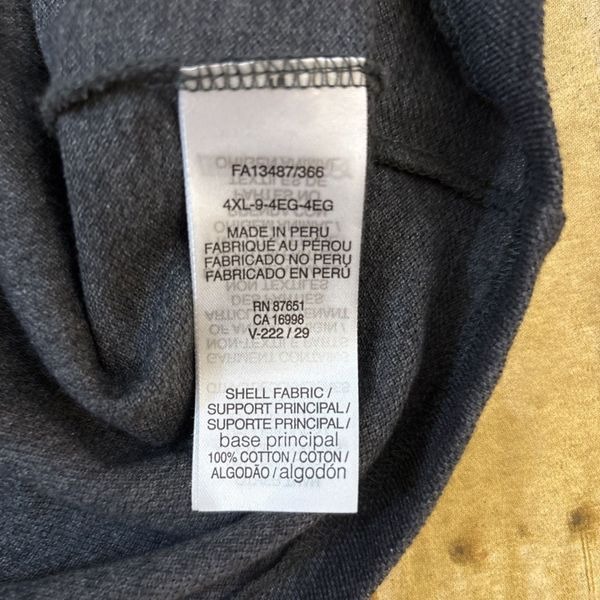 FA13487/366
4XL-9-4EG-4EG
MADE IN PERU
FABRIQUÉ AU PÉROU
FABRICADO NO PERU
FABRICADO EN PERÚ
RN 87651
CA 16998
V-222 / 29
SHELL FABRIC /
SUPPORT PRINCIPAL /
SUPORTE PRINCIPAL /
base principal
100% COTTON / COTON /
ALGODÃO / algodón